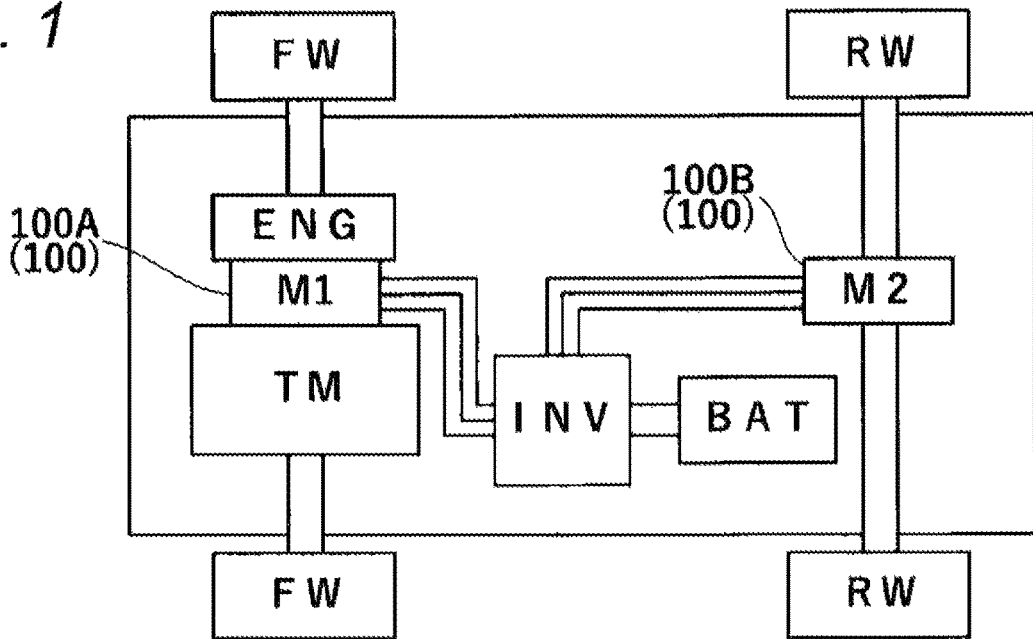 . 1
FW
RW
100A
(100)
ENG
M1
TM
100B
(100)
M2
INV
BAT
FW
RW